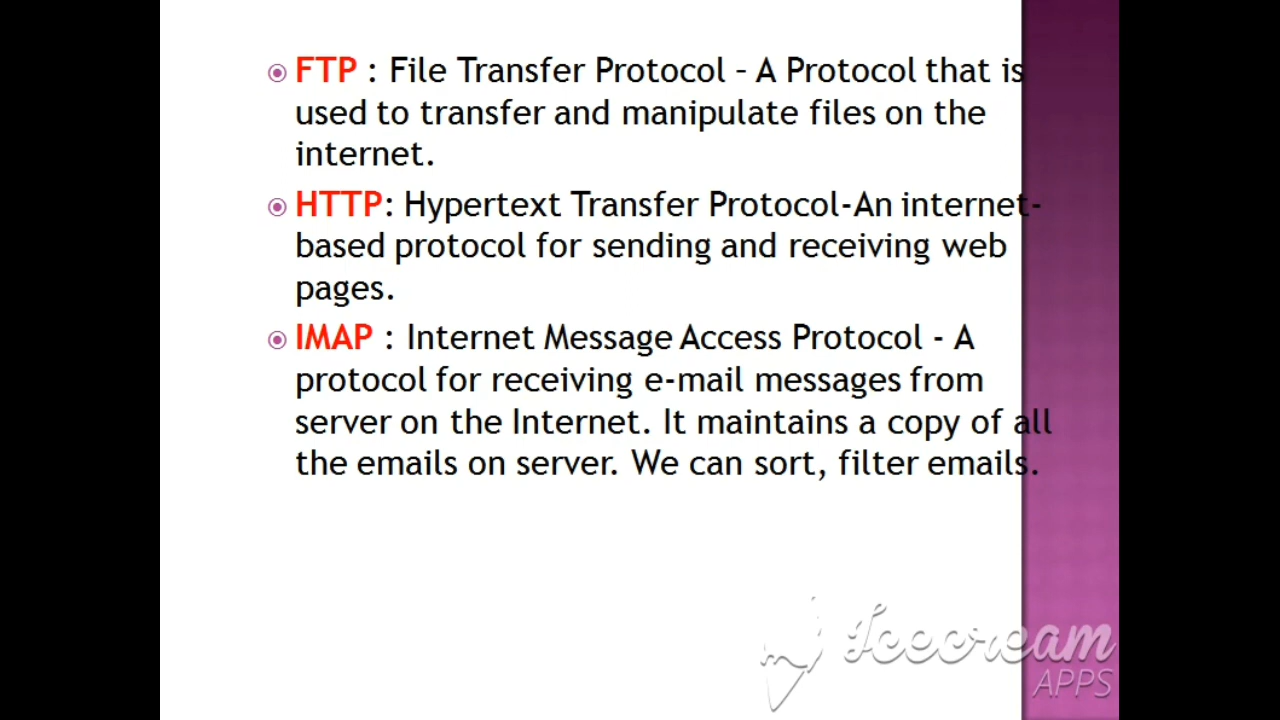 FTP : File Transfer Protocol – A Protocol that is
used to transfer and manipulate files on the
internet.
HTTP: Hypertext Transfer Protocol-An internet-
based protocol for sending and receiving web
pages.
IMAP : Internet Message Access Protocol - A
protocol for receiving e-mail messages from
server on the Internet. It maintains a copy of all
the emails on server. We can sort, filter emails.
Icecream
APPS